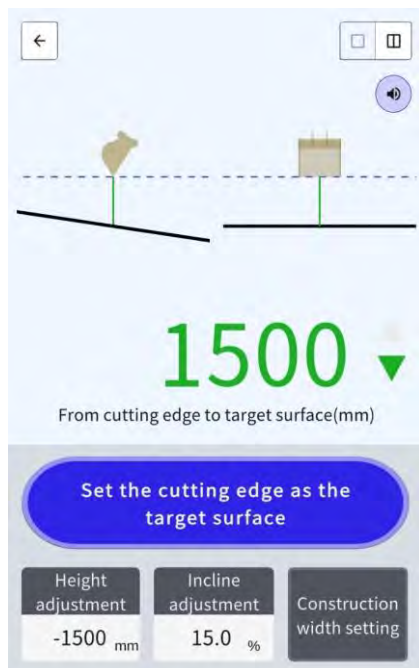 1500
From cutting edge to target surface(mm)
Set the cutting edge as the
target surface
Height
adjustment
-1500 mm
Incline
adjustment
15.0 %
Construction
width setting